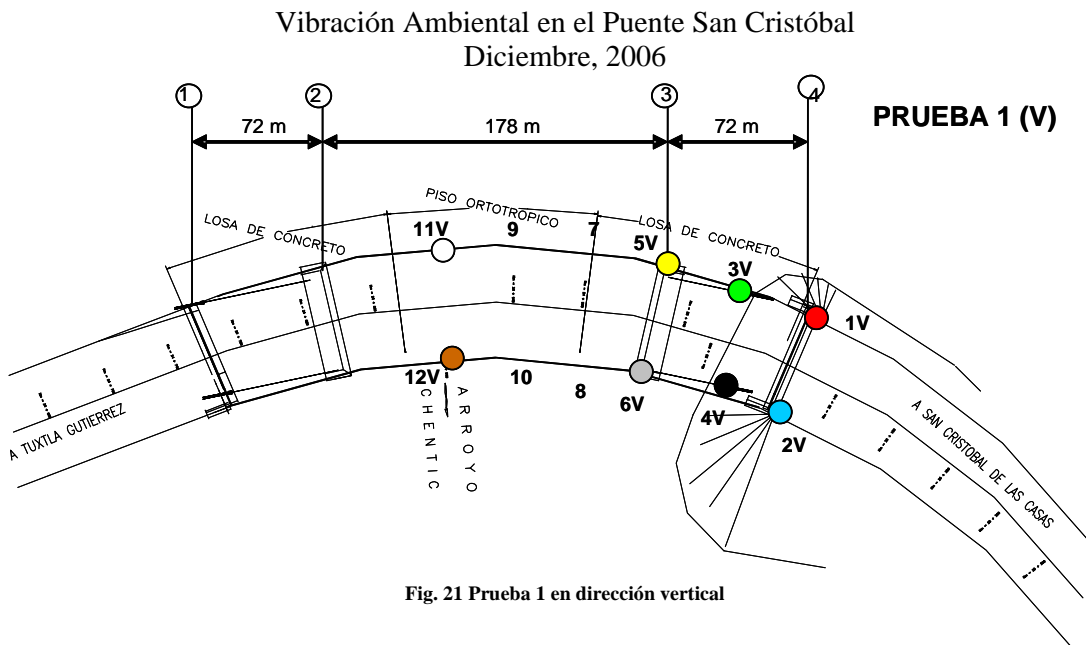 Vibración Ambiental en el Puente San Cristóbal
Diciembre, 2006
1
2
3
4
PRUEBA 1 (V)
72 m
178 m
72 m
LOSA DE CONCRETO
PISO ORTOTROPICO
LOSA DE CONCRETO
11V
9
7
5V
3V
1V
12V
10
8
6V
4V
2V
ARROYO
CHENTIC
A TUXTLA GUTIERREZ
A SAN CRISTOBAL DE LAS CASAS
Fig. 21 Prueba 1 en dirección vertical